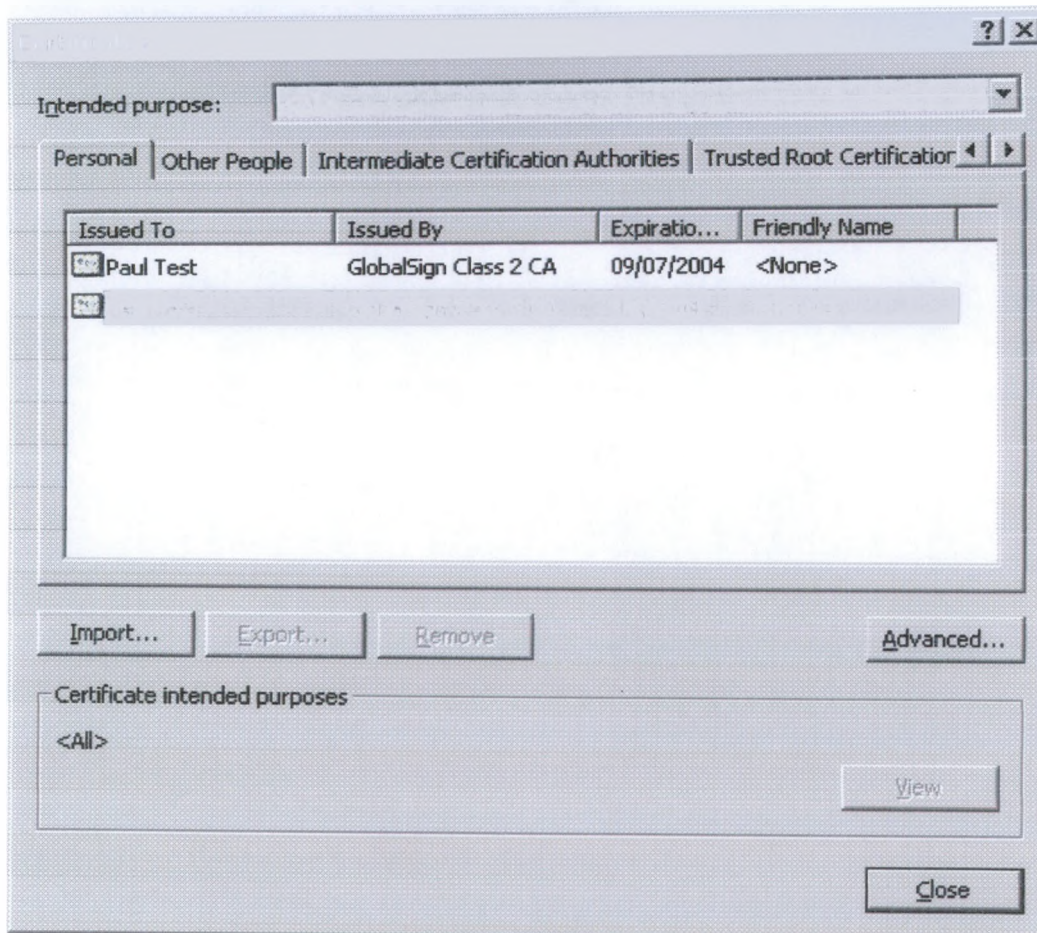 Intended purpose:
Personal Other People Intermediate Certification Authorities Trusted Root Certification
Issued To Issued By Expiratio... Friendly Name
Paul Test GlobalSign Class 2 CA 09/07/2004 <None>
Import... Export... Remove Advanced...
Certificate intended purposes
<All>
View
Close